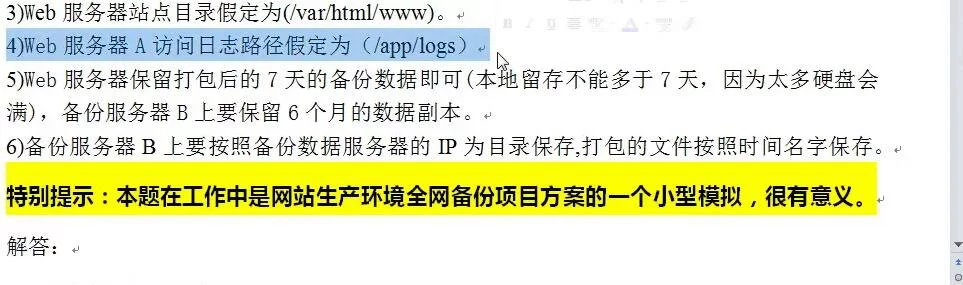 3)Web 服务器站点目录假定为(/var/html/www)。
4)Web 服务器 A 访问日志路径假定为（/app/logs）
5)Web 服务器保留打包后的 7 天的备份数据即可(本地留存不能多于 7 天，因为太多硬盘会
满)，备份服务器 B 上要保留 6 个月的数据副本。
6)备份服务器 B 上要按照备份数据服务器的 IP 为目录保存,打包的文件按照时间名字保存。
特别提示：本题在工作中是网站生产环境全网备份项目方案的一个小型模拟，很有意义。
解答：